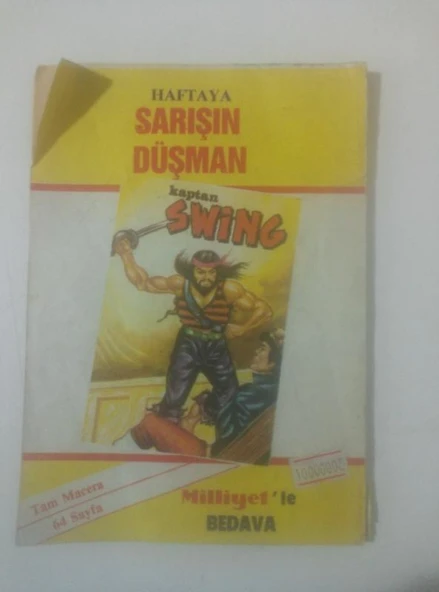 HAFTAYA
SARIŞIN
DÜŞMAN
kaptan
SWiNG
Tam Macera
64 Sayfa
Milliyet'le
BEDAVA